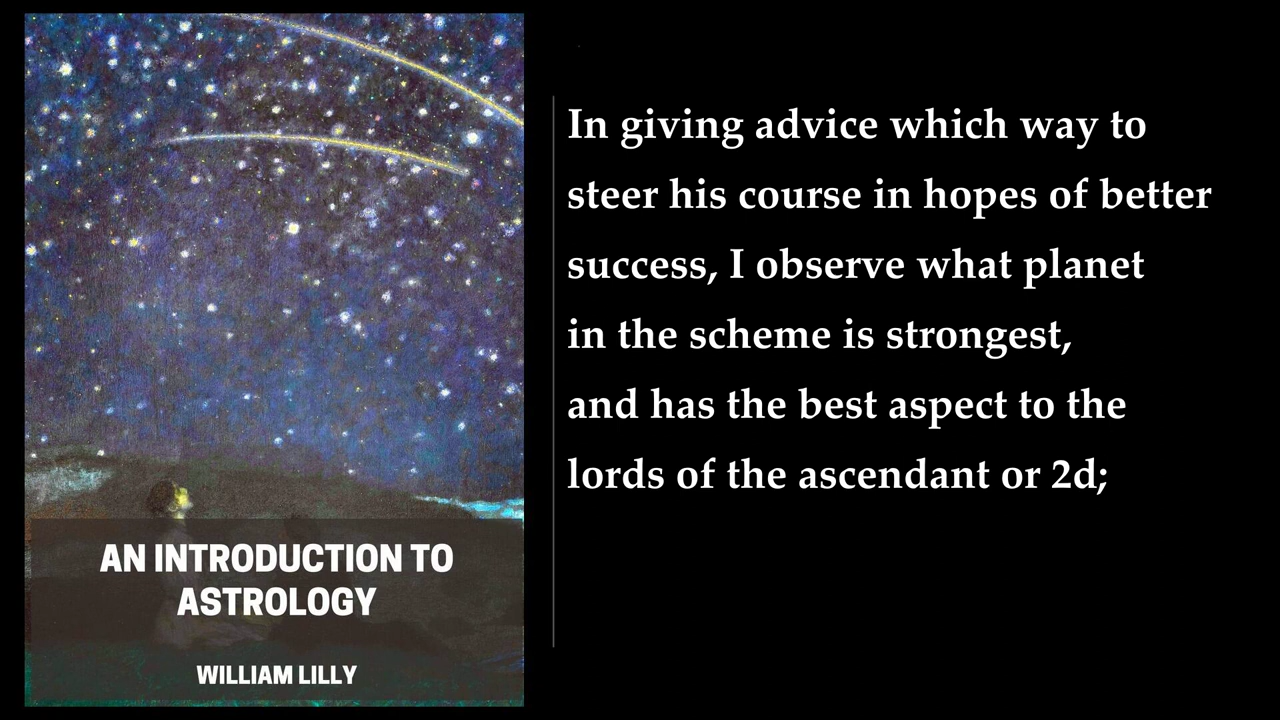 AN INTRODUCTION TO
ASTROLOGY
WILLIAM LILLY
In giving advice which way to
steer his course in hopes of better
success, I observe what planet
in the scheme is strongest,
and has the best aspect to the
lords of the ascendant or 2d;